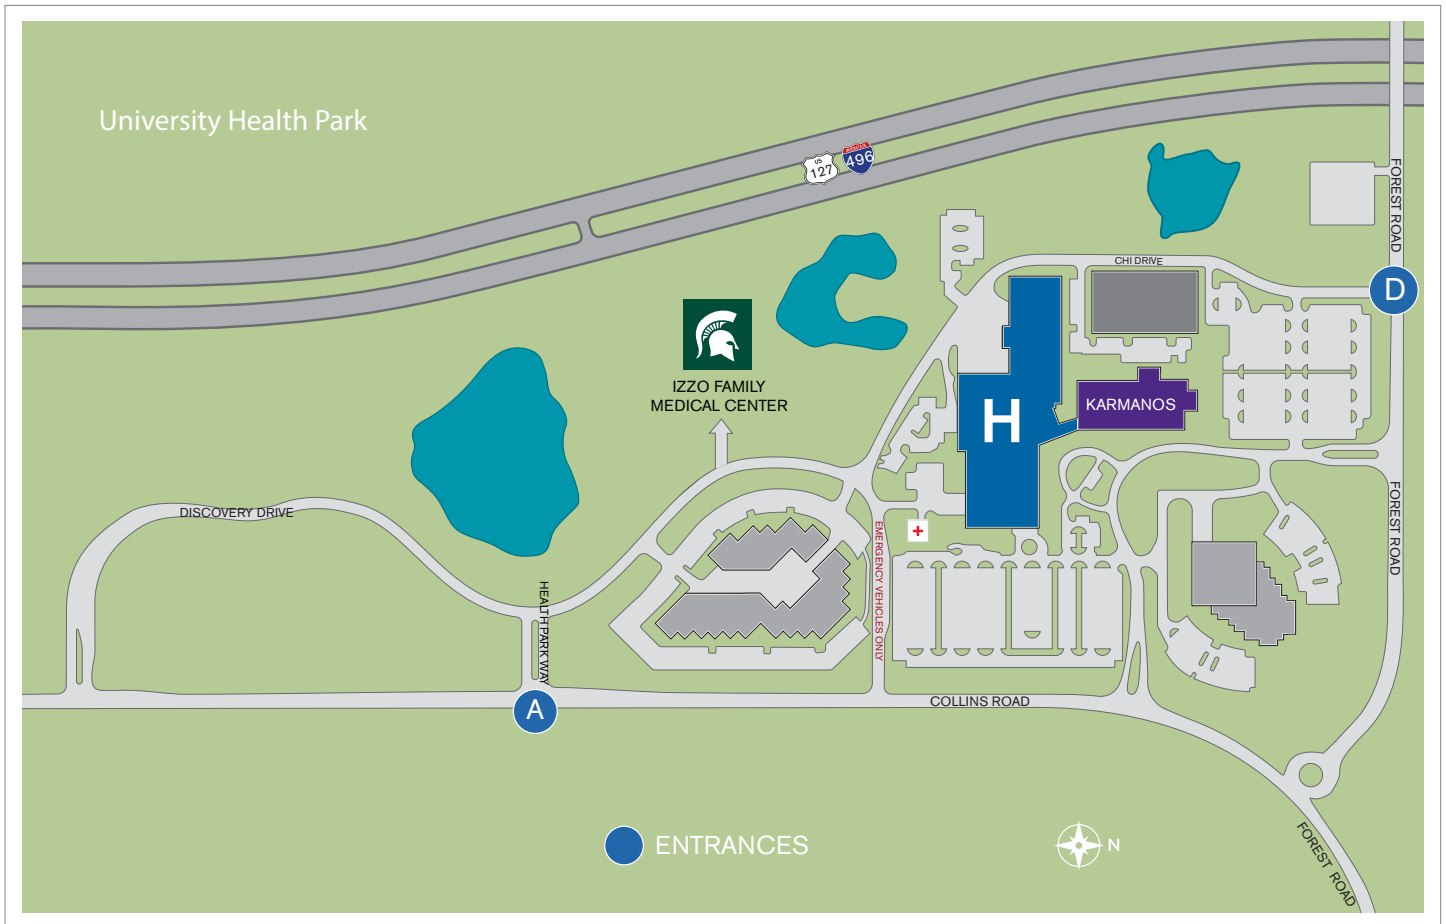 University Health Park
US
127
INTERSTATE
496
FOREST ROAD
CHI DRIVE
D
IZZO FAMILY
MEDICAL CENTER
H
KARMANOS
DISCOVERY DRIVE
FOREST ROAD
EMERGENCY VEHICLES ONLY
HEALTH PARK WAY
A
COLLINS ROAD
FOREST ROAD
ENTRANCES
N